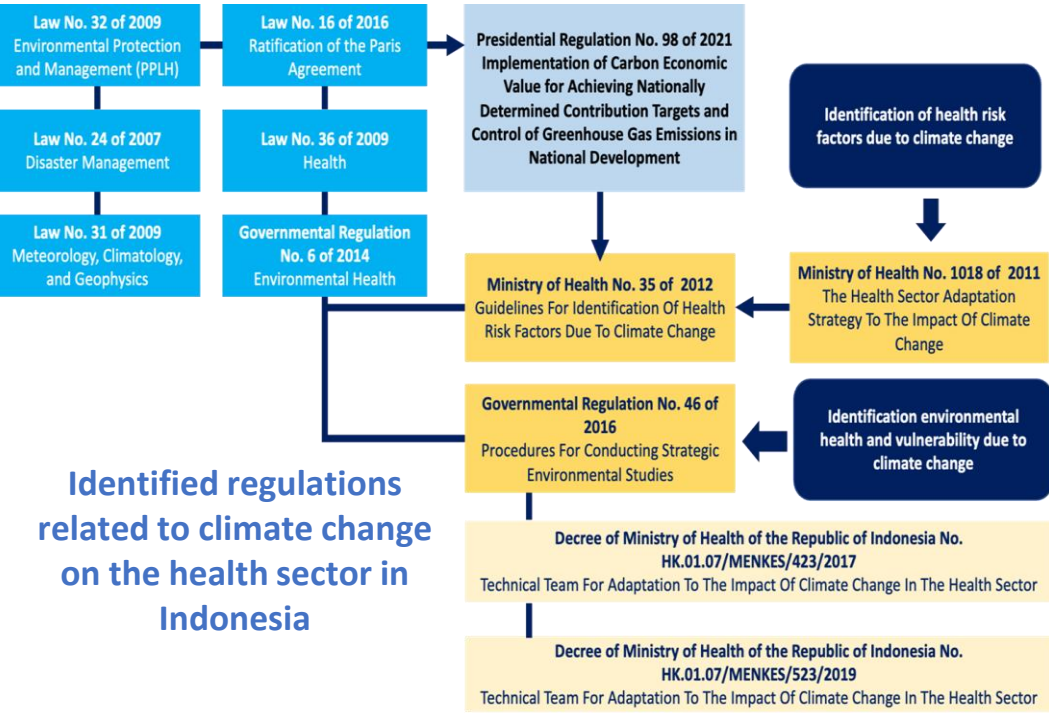 Law No. 32 of 2009
Environmental Protection
and Management (PPLH)
Law No. 24 of 2007
Disaster Management
Law No. 31 of 2009
Meteorology, Climatology,
and Geophysics
Law No. 16 of 2016
Ratification of the Paris
Agreement
Law No. 36 of 2009
Health
Governmental Regulation
No. 6 of 2014
Environmental Health
Presidential Regulation No. 98 of 2021
Implementation of Carbon Economic
Value for Achieving Nationally
Determined Contribution Targets and
Control of Greenhouse Gas Emissions in
National Development
Identification of health risk
factors due to climate change
Ministry of Health No. 35 of 2012
Guidelines For Identification Of Health
Risk Factors Due To Climate Change
Ministry of Health No. 1018 of 2011
The Health Sector Adaptation
Strategy To The Impact Of Climate
Change
Governmental Regulation No. 46 of
2016
Procedures For Conducting Strategic
Environmental Studies
Identification environmental
health and vulnerability due to
climate change
Identified regulations
related to climate change
on the health sector in
Indonesia
Decree of Ministry of Health of the Republic of Indonesia No.
HK.01.07/MENKES/423/2017
Technical Team For Adaptation To The Impact Of Climate Change In The Health Sector
Decree of Ministry of Health of the Republic of Indonesia No.
HK.01.07/MENKES/523/2019
Technical Team For Adaptation To The Impact Of Climate Change In The Health Sector